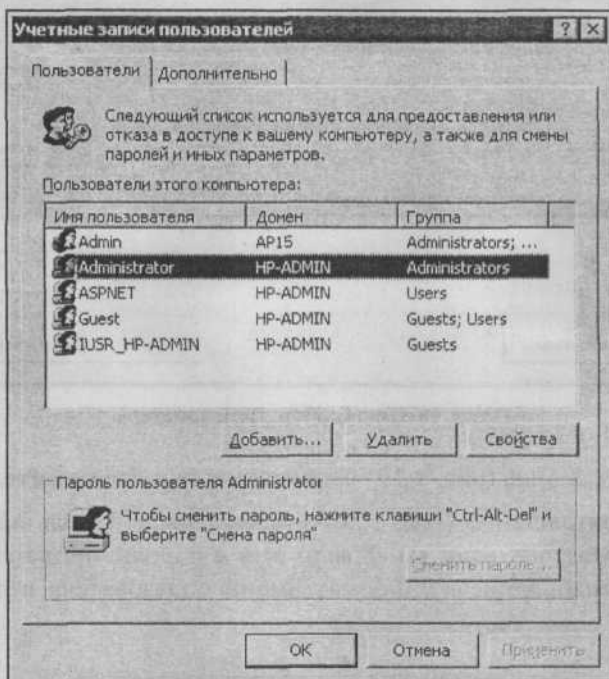 Учетные записи пользователей
Пользователи
Дополнительно
Следующий список используется для предоставления или
отказа в доступе к вашему компьютеру, а также для смены
паролей и иных параметров.
Пользователи этого компьютера:
Имя пользователя Домен Группа
Admin AP15 Administrators; ...
Administrator HP-ADMIN Administrators
ASPNET HP-ADMIN Users
Guest HP-ADMIN Guests; Users
IUSR_HP-ADMIN HP-ADMIN Guests
Добавить... Удалить Свойства
Пароль пользователя Administrator
Чтобы сменить пароль, нажмите клавиши "Ctrl-Alt-Del" и
выберите "Смена пароля"
Сменить пароль...
OK Отмена Применить